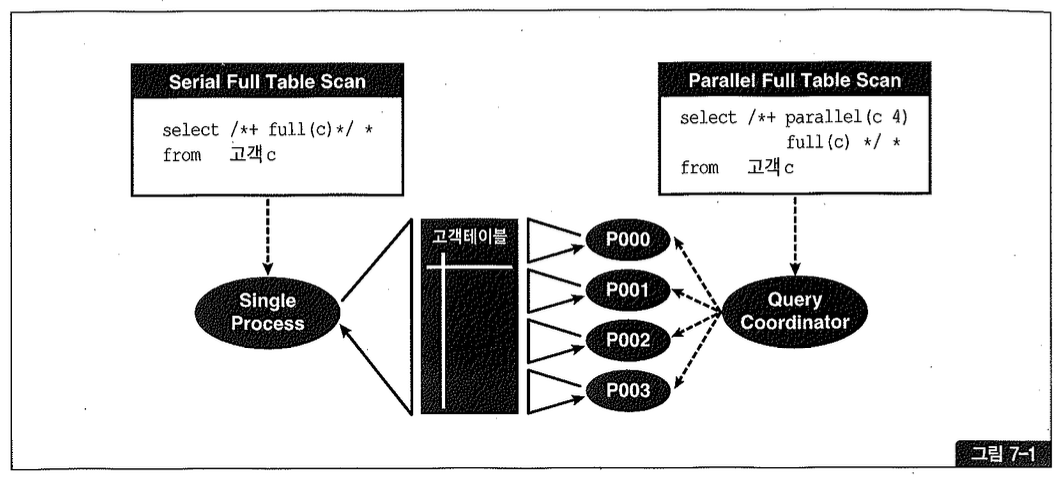 Serial Full Table Scan
select /*+ full(c)*/ *
from 고객c
Parallel Full Table Scan
select /*+ parallel(c 4)
full(c) */ *
from 고객c
고객테이블
Single
Process
P000
P001
P002
P003
Query
Coordinator
그림 7-1